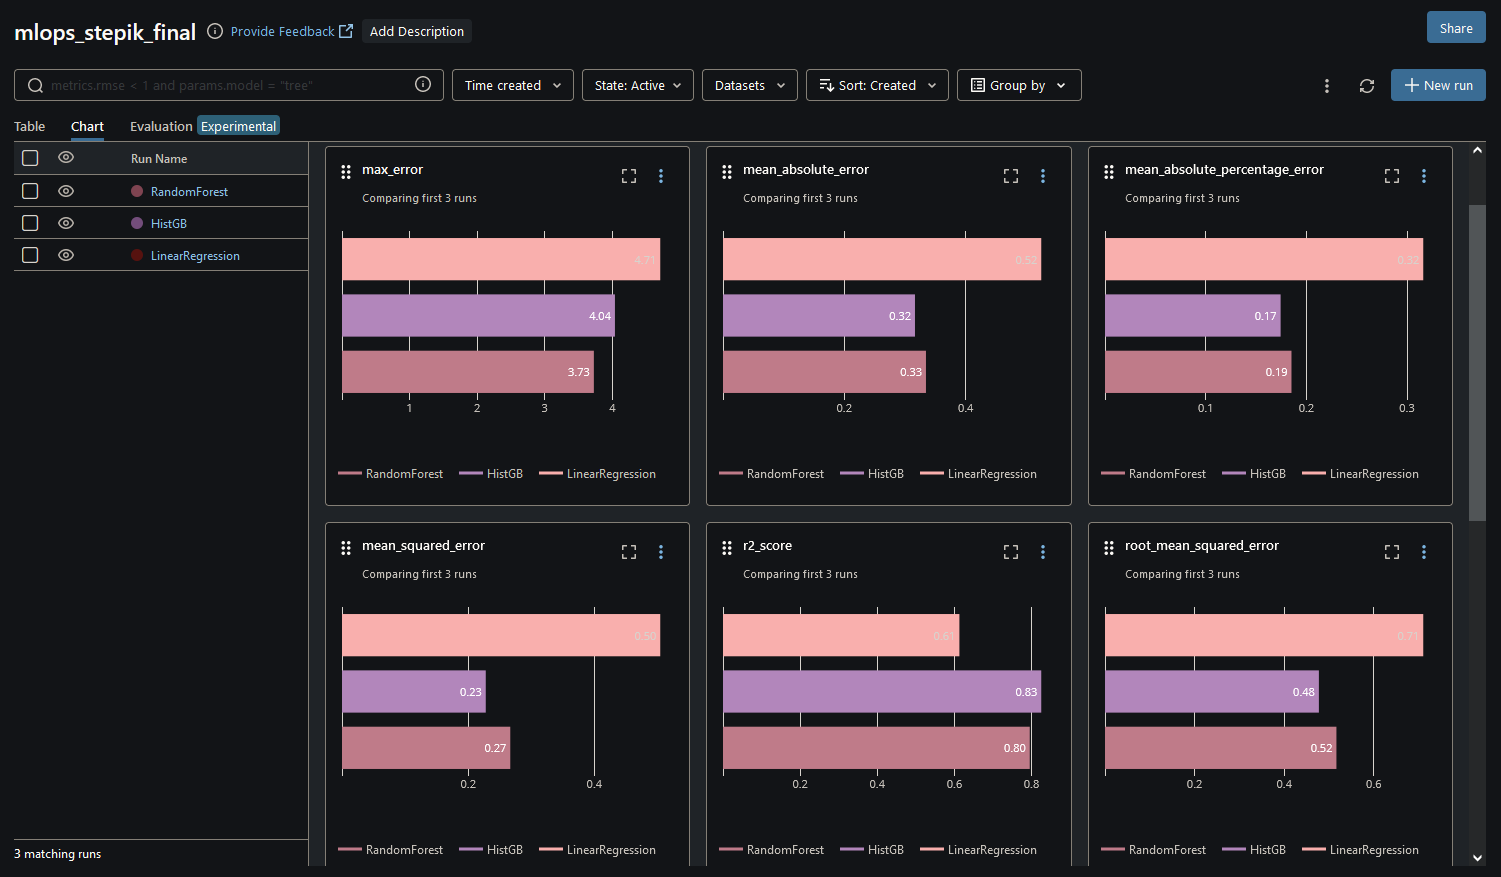 mlops_stepik_final Provide Feedback Add Description Share
metrics.rmse < 1 and params.model = "tree" Time created State: Active Datasets Sort: Created Group by New run
Table Chart Evaluation Experimental
Run Name
RandomForest
HistGB
LinearRegression
3 matching runs
max_error
Comparing first 3 runs
4.71
4.04
3.73
1 2 3 4
RandomForest HistGB LinearRegression
mean_absolute_error
Comparing first 3 runs
0.52
0.32
0.33
0.2 0.4
RandomForest HistGB LinearRegression
mean_absolute_percentage_error
Comparing first 3 runs
0.32
0.17
0.19
0.1 0.2 0.3
RandomForest HistGB LinearRegression
mean_squared_error
Comparing first 3 runs
0.50
0.23
0.27
0.2 0.4
RandomForest HistGB LinearRegression
r2_score
Comparing first 3 runs
0.61
0.83
0.80
0.2 0.4 0.6 0.8
RandomForest HistGB LinearRegression
root_mean_squared_error
Comparing first 3 runs
0.71
0.48
0.52
0.2 0.4 0.6
RandomForest HistGB LinearRegression